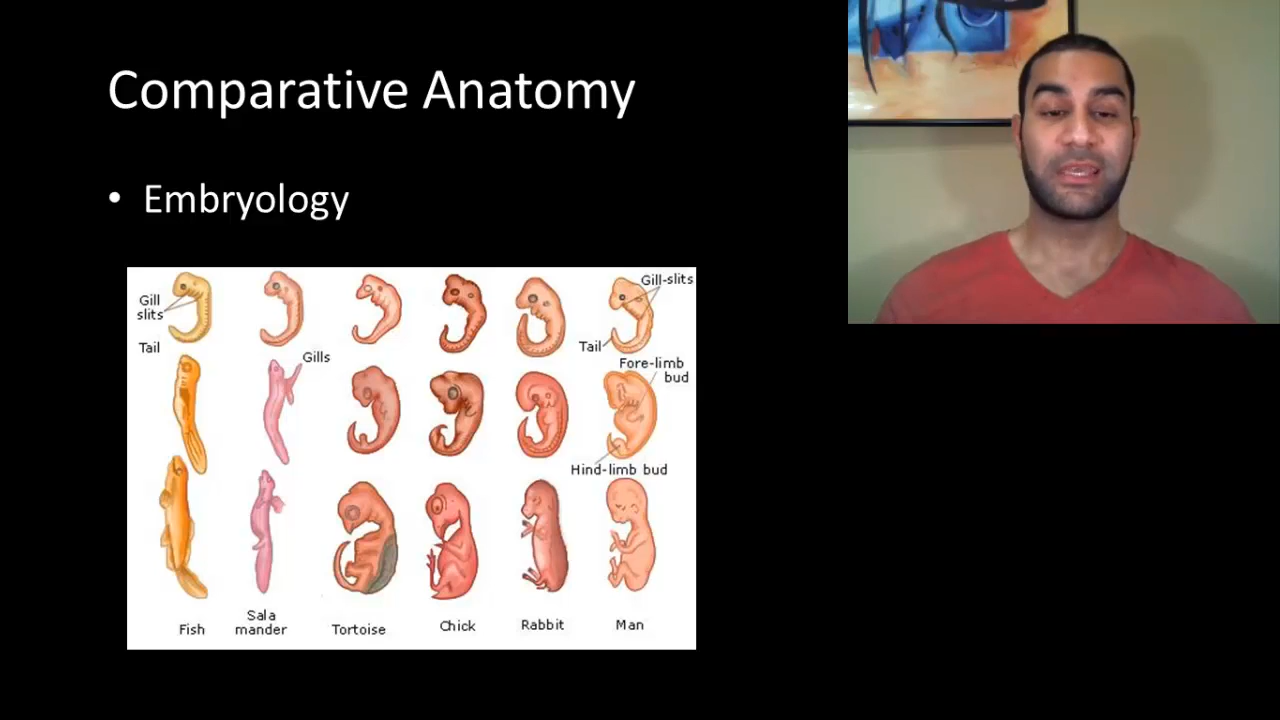 Comparative Anatomy
• Embryology
Gill
slits
Tail
Gills
Gill-slits
Tail
Fore-limb
bud
Hind-limb bud
Fish
Sala
mander
Tortoise
Chick
Rabbit
Man